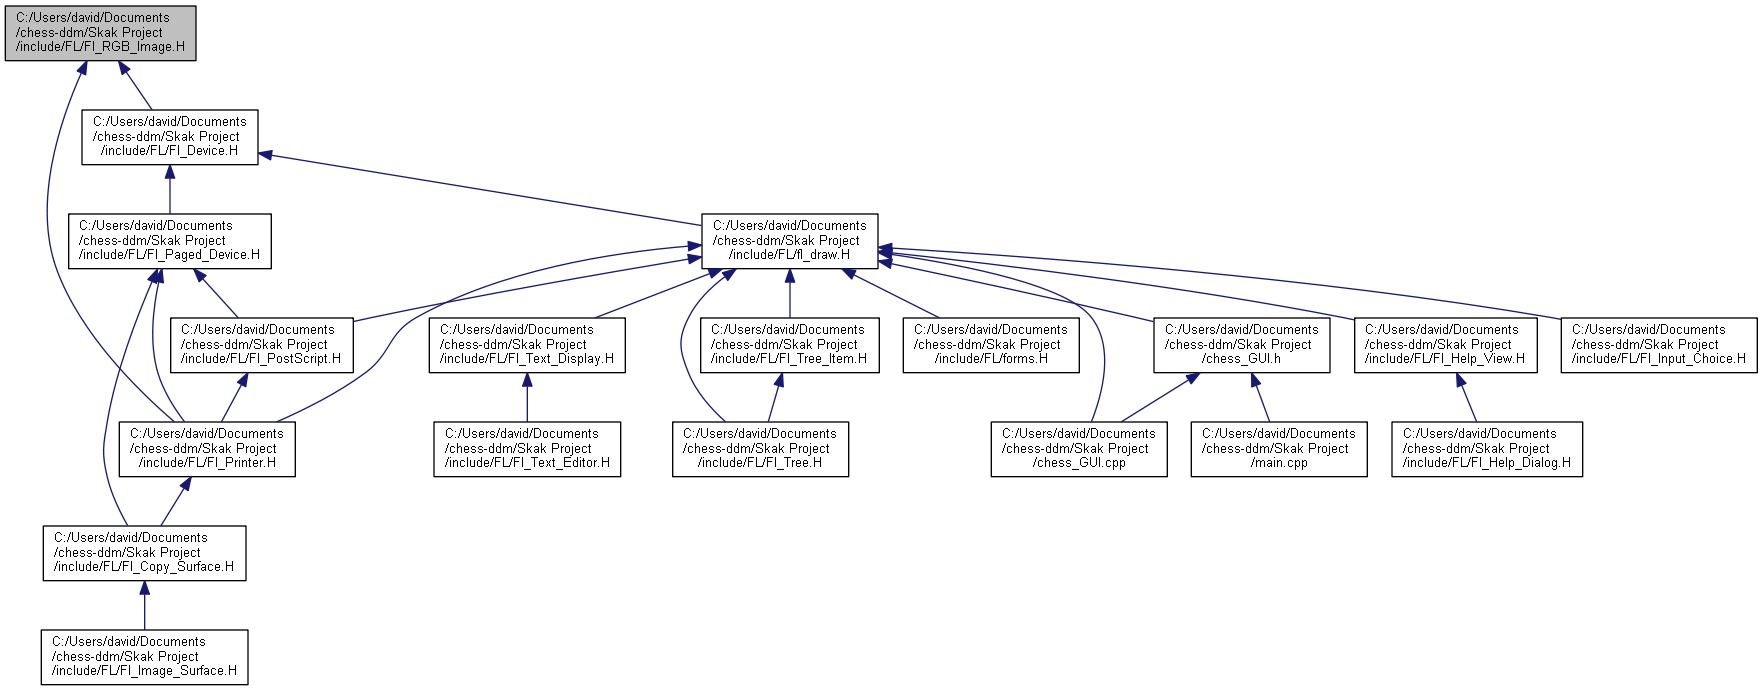 C:/Users/david/Documents
/chess-ddm/Skak Project
/include/FL/Fl_RGB_Image.H
C:/Users/david/Documents
/chess-ddm/Skak Project
/include/FL/Fl_Device.H
C:/Users/david/Documents
/chess-ddm/Skak Project
/include/FL/Fl_Paged_Device.H
C:/Users/david/Documents
/chess-ddm/Skak Project
/include/FL/fl_draw.H
C:/Users/david/Documents
/chess-ddm/Skak Project
/include/FL/Fl_PostScript.H
C:/Users/david/Documents
/chess-ddm/Skak Project
/include/FL/Fl_Text_Display.H
C:/Users/david/Documents
/chess-ddm/Skak Project
/include/FL/Fl_Tree_Item.H
C:/Users/david/Documents
/chess-ddm/Skak Project
/include/FL/forms.H
C:/Users/david/Documents
/chess-ddm/Skak Project
/chess_GUI.h
C:/Users/david/Documents
/chess-ddm/Skak Project
/include/FL/Fl_Help_View.H
C:/Users/david/Documents
/chess-ddm/Skak Project
/include/FL/Fl_Input_Choice.H
C:/Users/david/Documents
/chess-ddm/Skak Project
/include/FL/Fl_Printer.H
C:/Users/david/Documents
/chess-ddm/Skak Project
/include/FL/Fl_Text_Editor.H
C:/Users/david/Documents
/chess-ddm/Skak Project
/include/FL/Fl_Tree.H
C:/Users/david/Documents
/chess-ddm/Skak Project
/chess_GUI.cpp
C:/Users/david/Documents
/chess-ddm/Skak Project
/main.cpp
C:/Users/david/Documents
/chess-ddm/Skak Project
/include/FL/Fl_Help_Dialog.H
C:/Users/david/Documents
/chess-ddm/Skak Project
/include/FL/Fl_Copy_Surface.H
C:/Users/david/Documents
/chess-ddm/Skak Project
/include/FL/Fl_Image_Surface.H